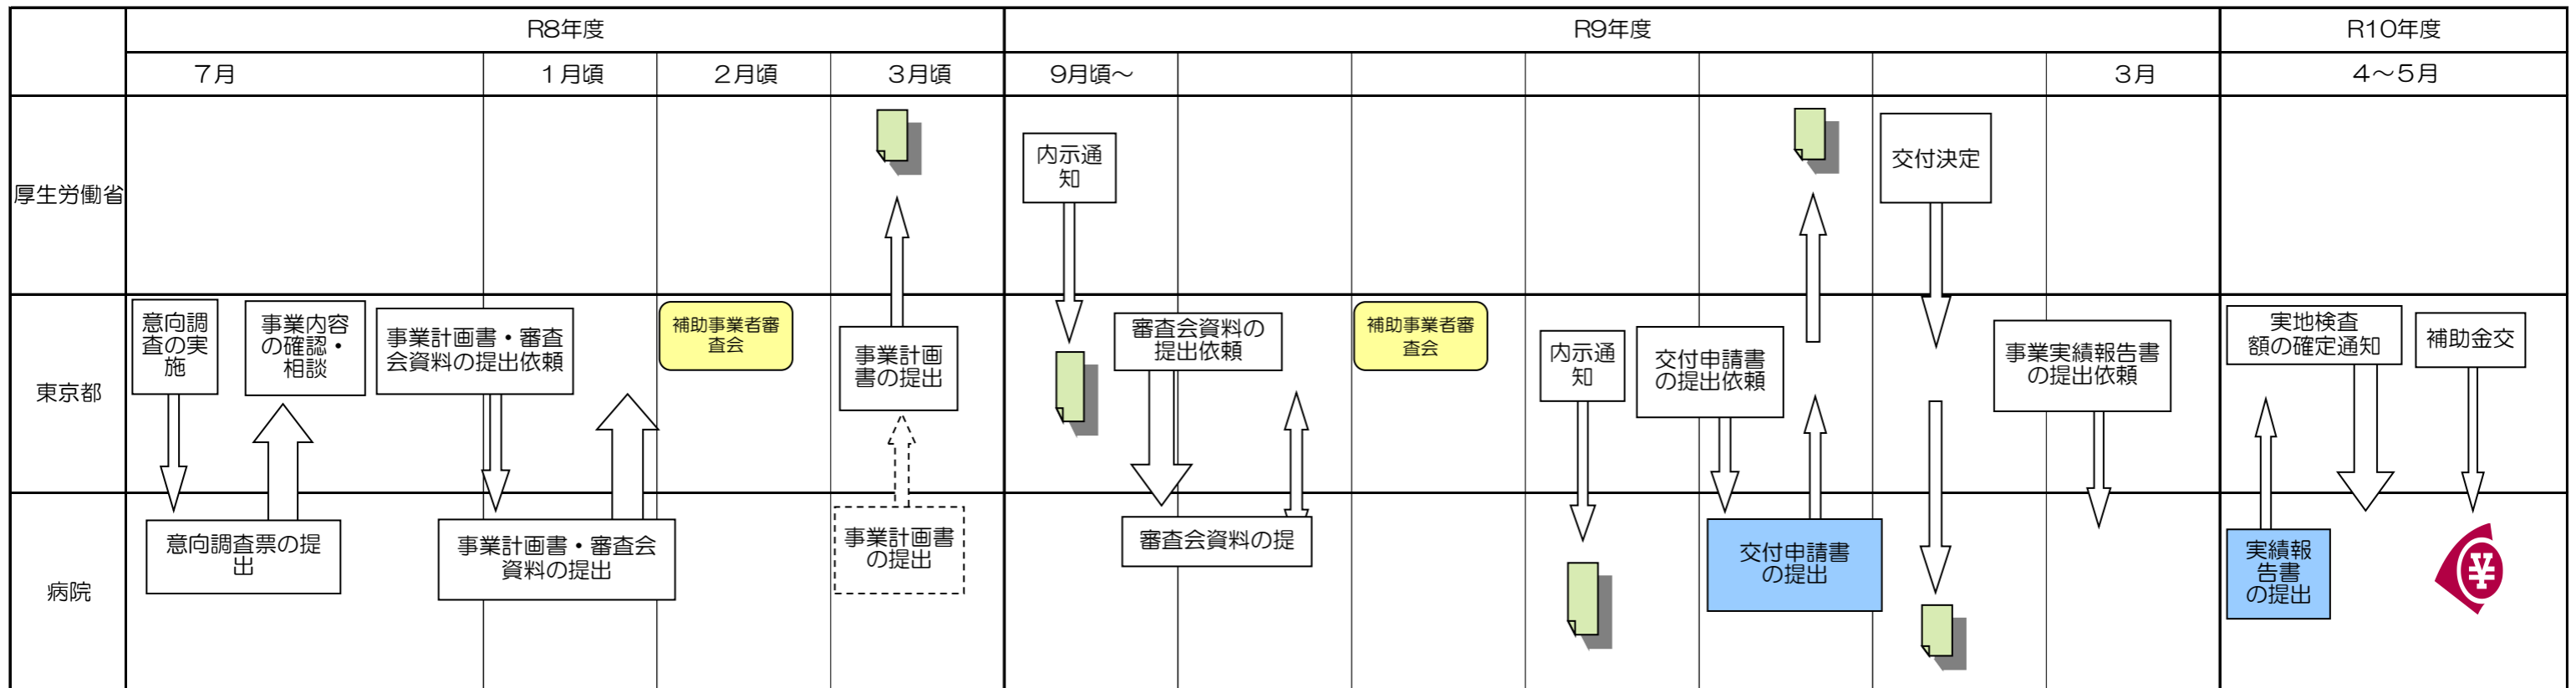 R8年度
R9年度
R10年度
7月
1月頃
2月頃
3月頃
9月頃～
3月
4～5月
厚生労働省
内示通
知
交付決定
東京都
意向調
査の実
施
事業内容
の確認・
相談
事業計画書・審査
会資料の提出依頼
補助事業者審
査会
事業計画
書の提出
審査会資料の
提出依頼
補助事業者審
査会
内示通
知
交付申請書
の提出依頼
事業実績報告書
の提出依頼
実地検査
額の確定通知
補助金交
病院
意向調査票の提
出
事業計画書・審査会
資料の提出
事業計画書
の提出
審査会資料の提
交付申請書
の提出
実績報
告書
の提出
¥